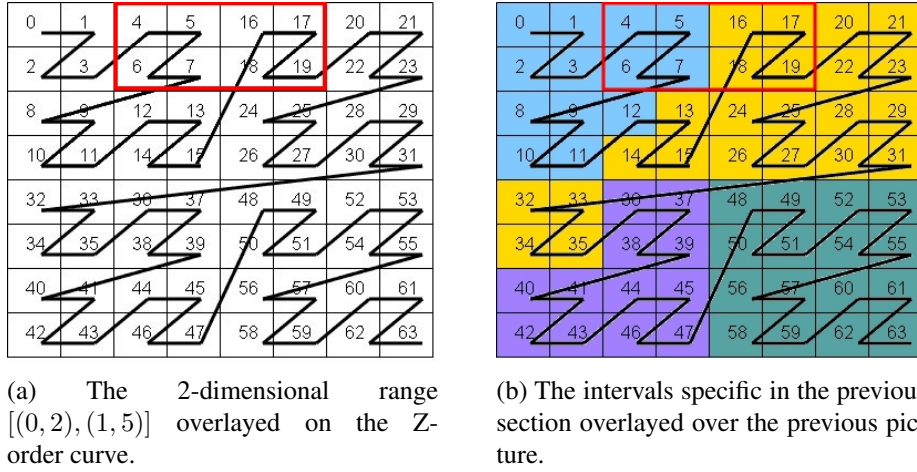 0 1 4 5 16 17 20 21
2 3 6 7 18 19 22 23
8 9 12 13 24 25 28 29
10 11 14 15 26 27 30 31
32 33 36 37 48 49 52 53
34 35 38 39 50 51 54 55
40 41 44 45 56 57 60 61
42 43 46 47 58 59 62 63
(a) The 2-dimensional range
[(0, 2), (1, 5)] overlayed on the Z-
order curve.
0 1 4 5 16 17 20 21
2 3 6 7 18 19 22 23
8 9 12 13 24 25 28 29
10 11 14 15 26 27 30 31
32 33 36 37 48 49 52 53
34 35 38 39 50 51 54 55
40 41 44 45 56 57 60 61
42 43 46 47 58 59 62 63
(b) The intervals specific in the previou
section overlayed over the previous pic
ture.